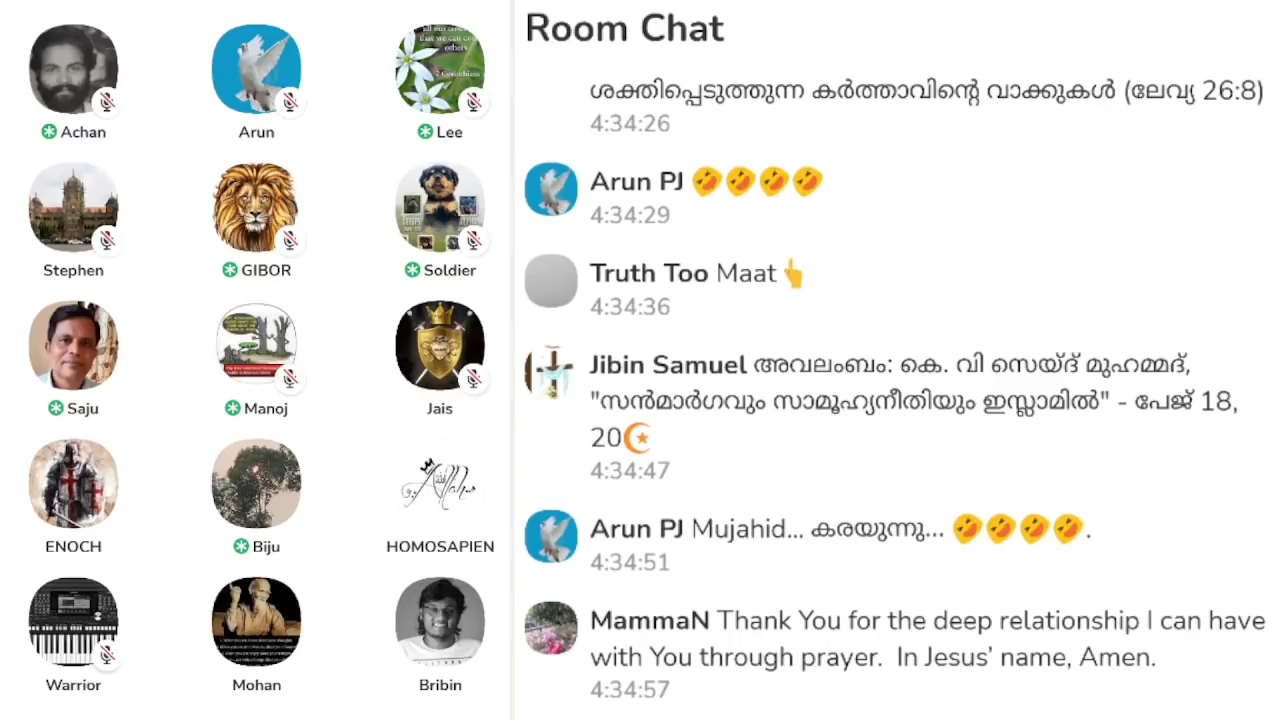 Achan
Arun
Lee
Stephen
GIBOR
Soldier
Saju
Manoj
Jais
ENOCH
Biju
HOMOSAPIEN
Warrior
Mohan
Bribin
Room Chat
ശക്തിപ്പെടുത്തുന്ന കർത്താവിന്റെ വാക്കുകൾ (ലേവ്യ 26:8)
4:34:26
Arun PJ 🤣🤣🤣🤣
4:34:29
Truth Too Maat👆
4:34:36
Jibin Samuel അവലംബം: കെ. വി സെയ്ദ് മുഹമ്മദ്,
"സൻമാർഗവും സാമൂഹ്യനീതിയും ഇസ്ലാമിൽ" - പേജ് 18,
20☪
4:34:47
Arun PJ Mujahid... കരയുന്നു... 🤣🤣🤣🤣.
4:34:51
MammaN Thank You for the deep relationship I can have
with You through prayer. In Jesus’ name, Amen.
4:34:57